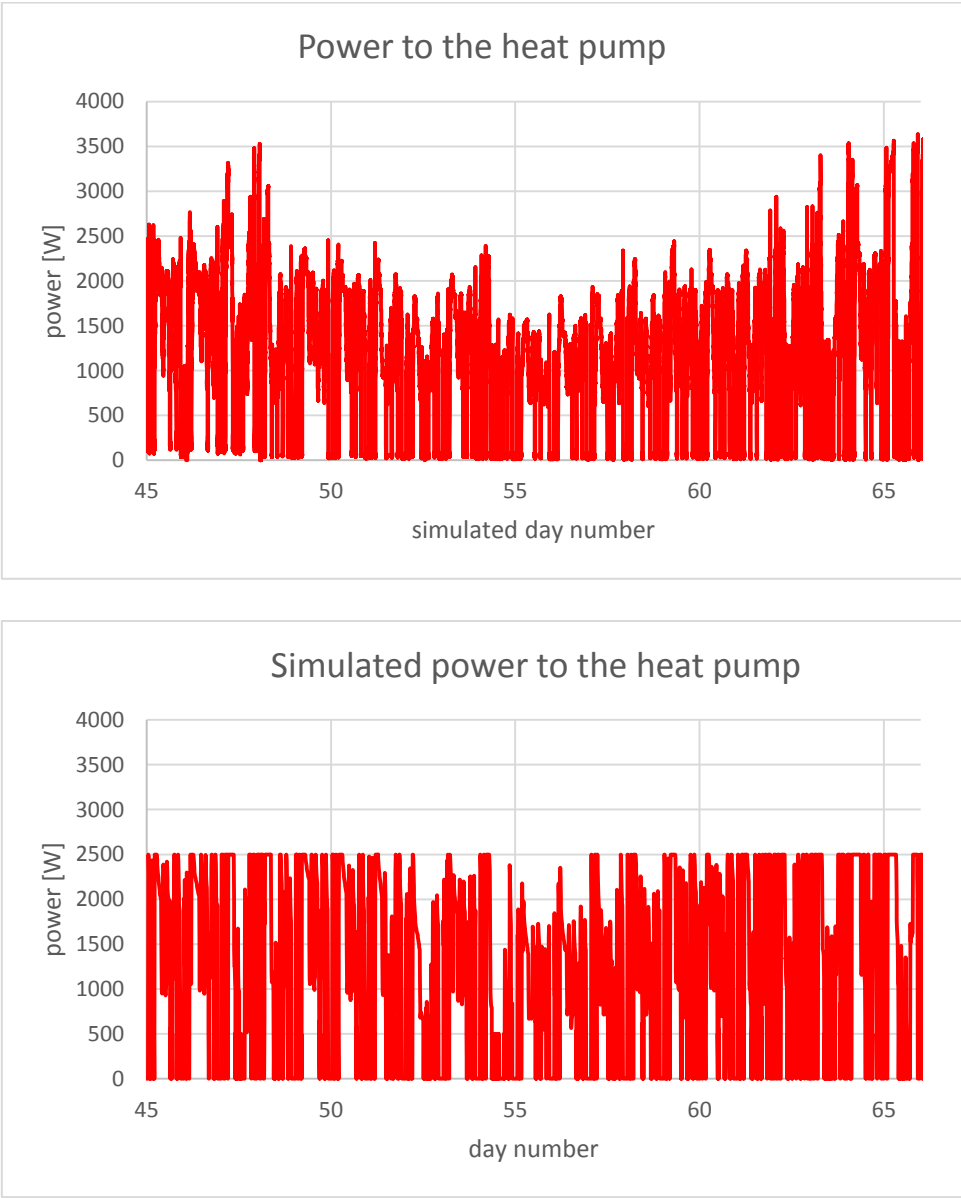 Power to the heat pump
4000
3500
3000
2500
2000
1500
1000
500
0
power [W]
45 50 55 60 65
simulated day number
Simulated power to the heat pump
4000
3500
3000
2500
2000
1500
1000
500
0
power [W]
45 50 55 60 65
day number